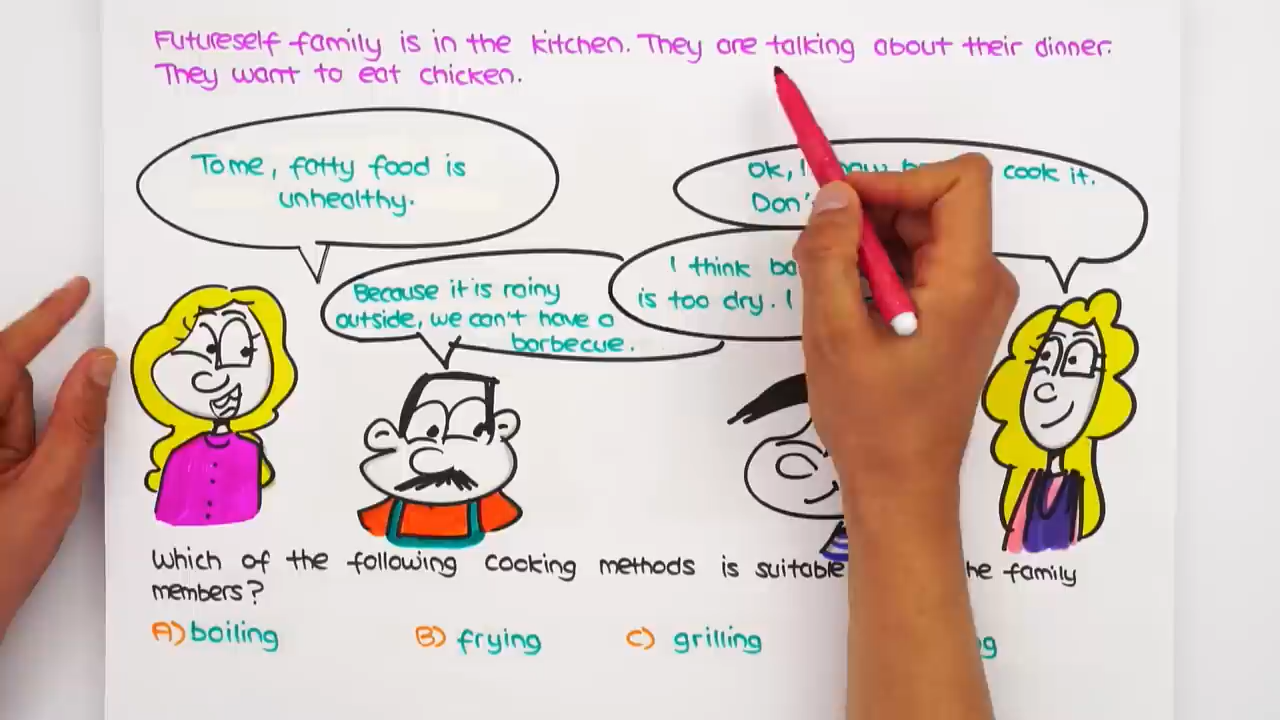 Futureself family is in the kitchen. They are talking about their dinner.
They want to eat chicken.
To me, fatty food is
unhealthy.
Because it is rainy
outside, we can't have a
barbecue.
I think
is too dry. I
Ok, I cook it.
Which of the following cooking methods is suitable family
members?
A) boiling
B) frying
C) grilling